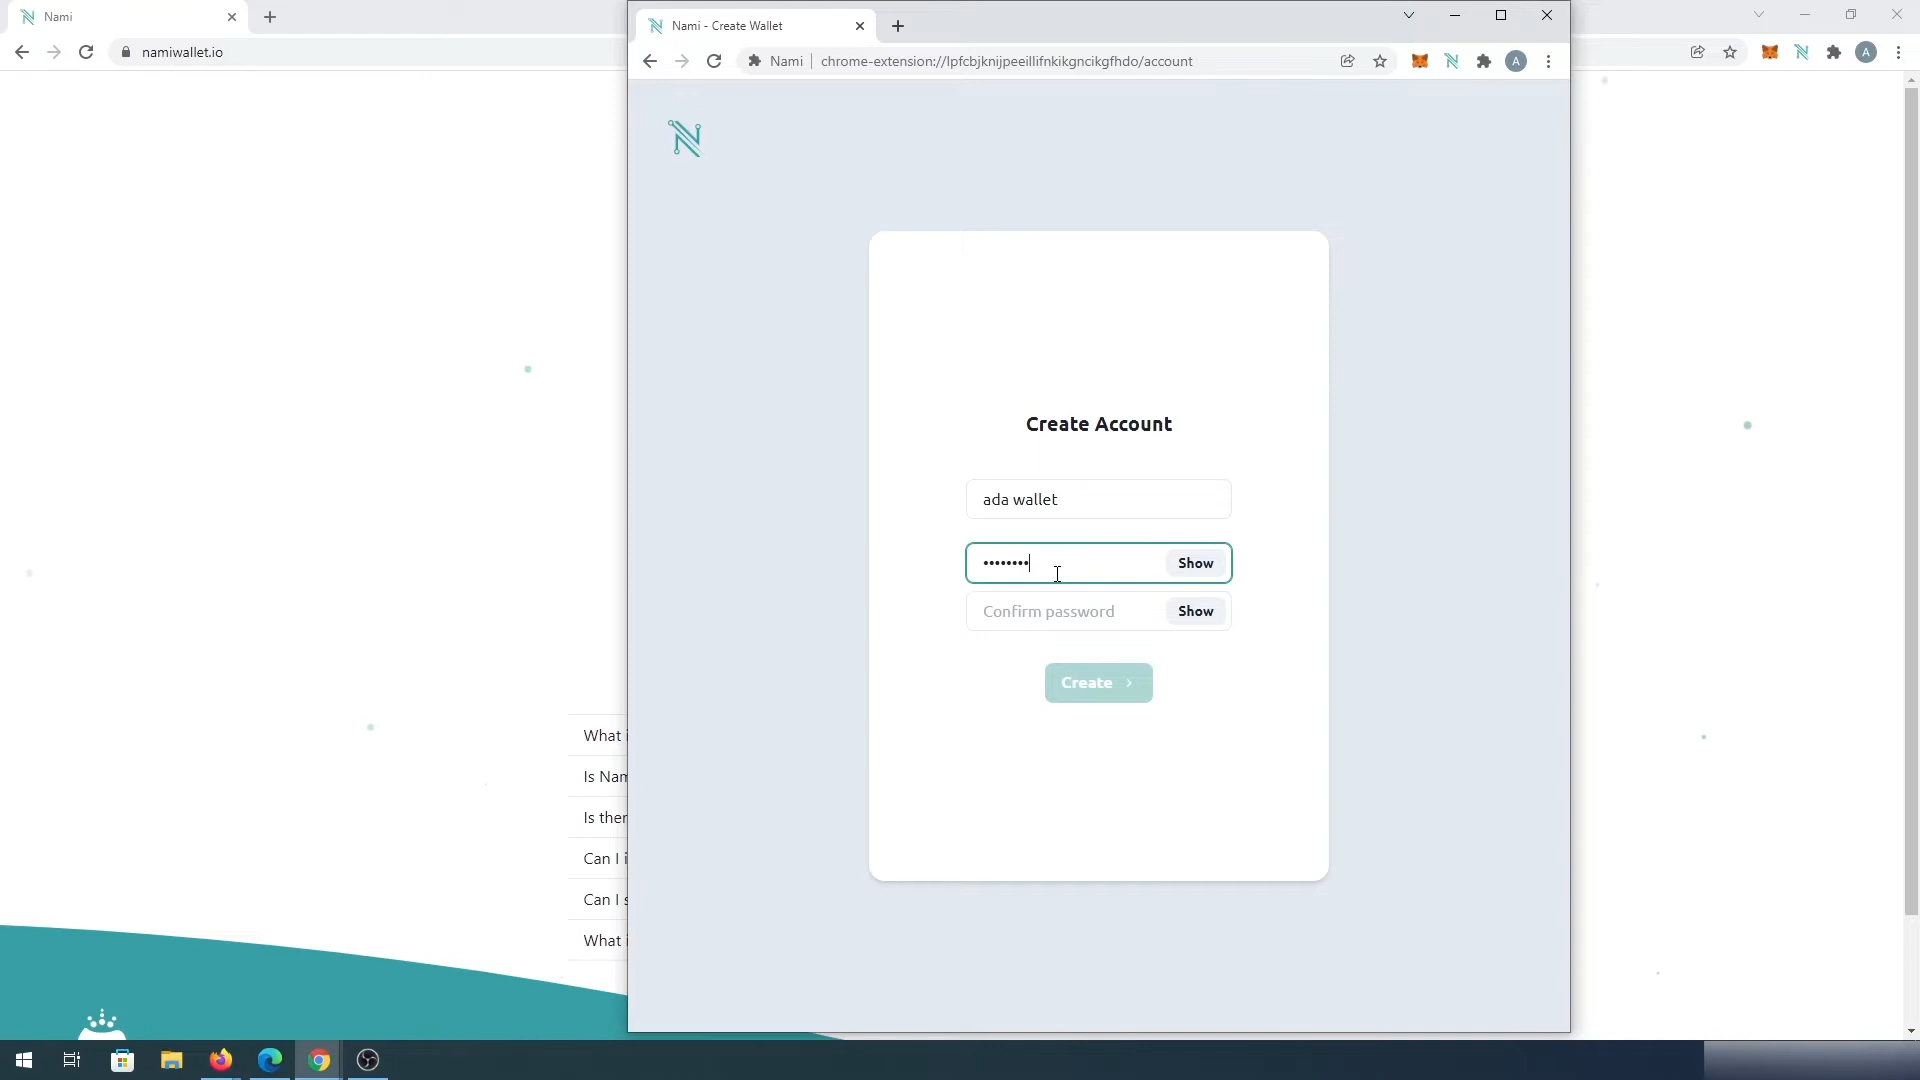 Nami
namiwallet.io
Nami - Create Wallet
Nami
chrome-extension://lpfcbjknijpeeillifnkikgncikgfhdo/account
A
A
Create Account
ada wallet
••••••••
Show
Confirm password
Show
Create
What i
Is Nam
Is ther
Can I i
Can I s
What i